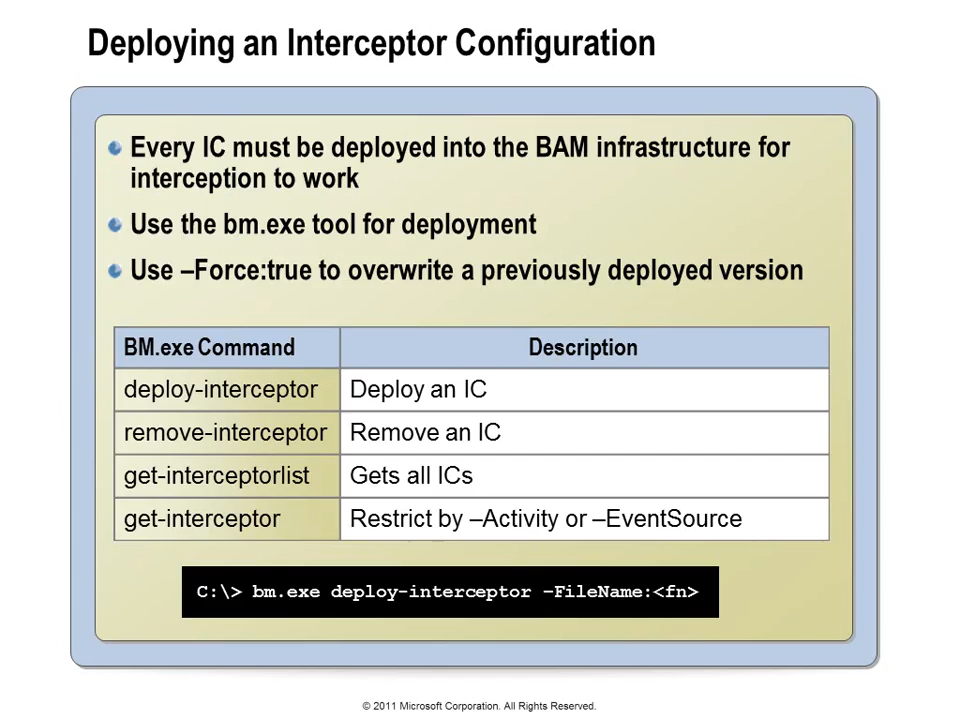 Deploying an Interceptor Configuration
Every IC must be deployed into the BAM infrastructure for
interception to work
Use the bm.exe tool for deployment
Use –Force:true to overwrite a previously deployed version
BM.exe Command Description
deploy-interceptor Deploy an IC
remove-interceptor Remove an IC
get-interceptorlist Gets all ICs
get-interceptor Restrict by –Activity or –EventSource
C:\> bm.exe deploy-interceptor –FileName:<fn>
© 2011 Microsoft Corporation. All Rights Reserved.